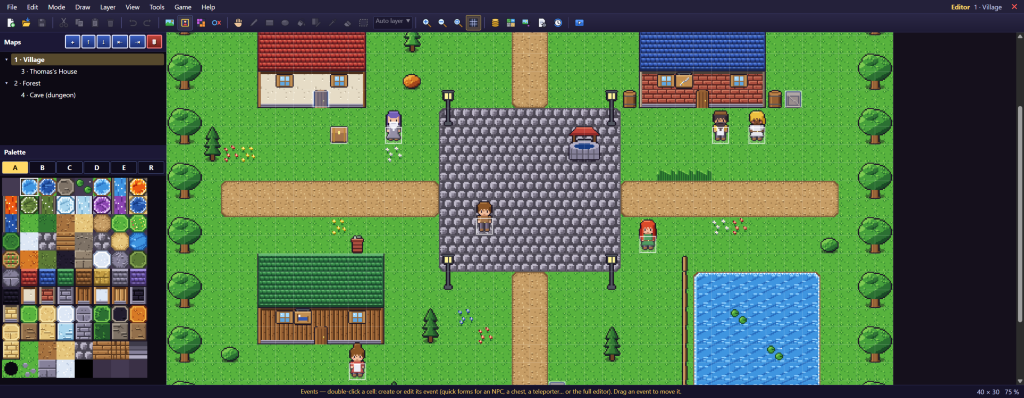 File Edit Mode Draw Layer View Tools Game Help
Editor 1 · Village
Auto layer
Maps
1 · Village
3 · Thomas's House
2 · Forest
4 · Cave (dungeon)
Palette
A B C D E R
Events — double-click a cell: create or edit its event (quick forms for an NPC, a chest, a teleporter... or the full editor). Drag an event to move it.
40 × 30 75 %